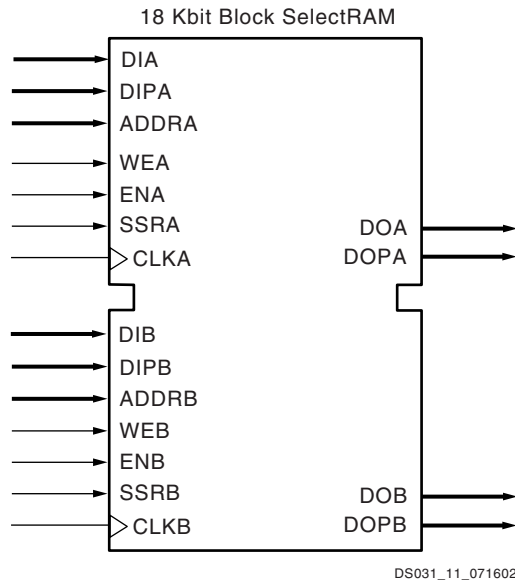 18 Kbit Block SelectRAM
DIA
DIPA
ADDRA
WEA
ENA
SSRA
CLKA
DOA
DOPA
DIB
DIPB
ADDRB
WEB
ENB
SSRB
CLKB
DOB
DOPB
DS031_11_071602